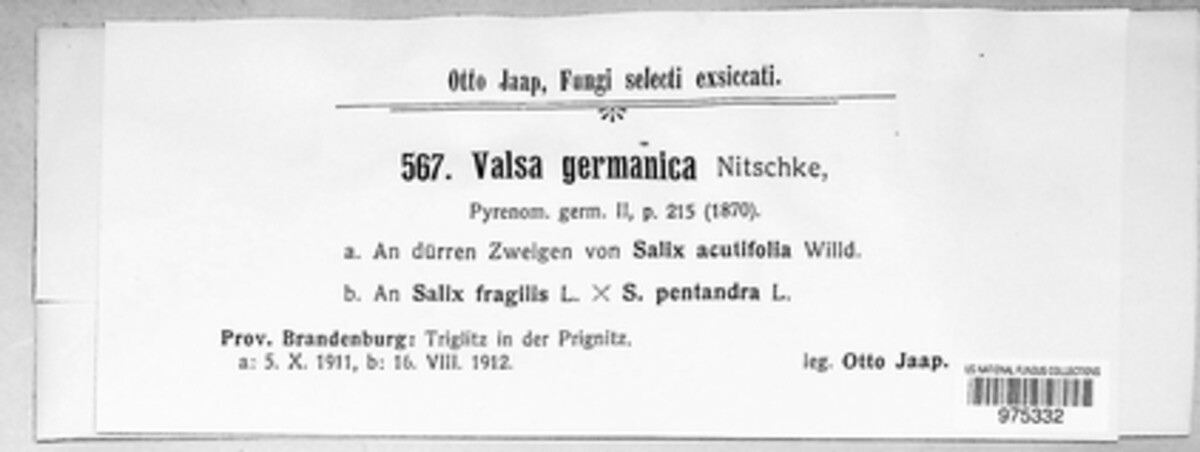 Otto Jaap, Fungi selecti exsiccati.
567. Valsa germanica Nitschke,
Pyrenom. germ. II, p. 215 (1870).
a. An dürren Zweigen von Salix acutifolia Willd.
b. An Salix fragilis L. × S. pentandra L.
Prov. Brandenburg: Triglitz in der Prignitz.
a: 5. X. 1911, b: 16. VIII. 1912.
leg. Otto Jaap.
US NATIONAL FUNGUS COLLECTIONS
975332